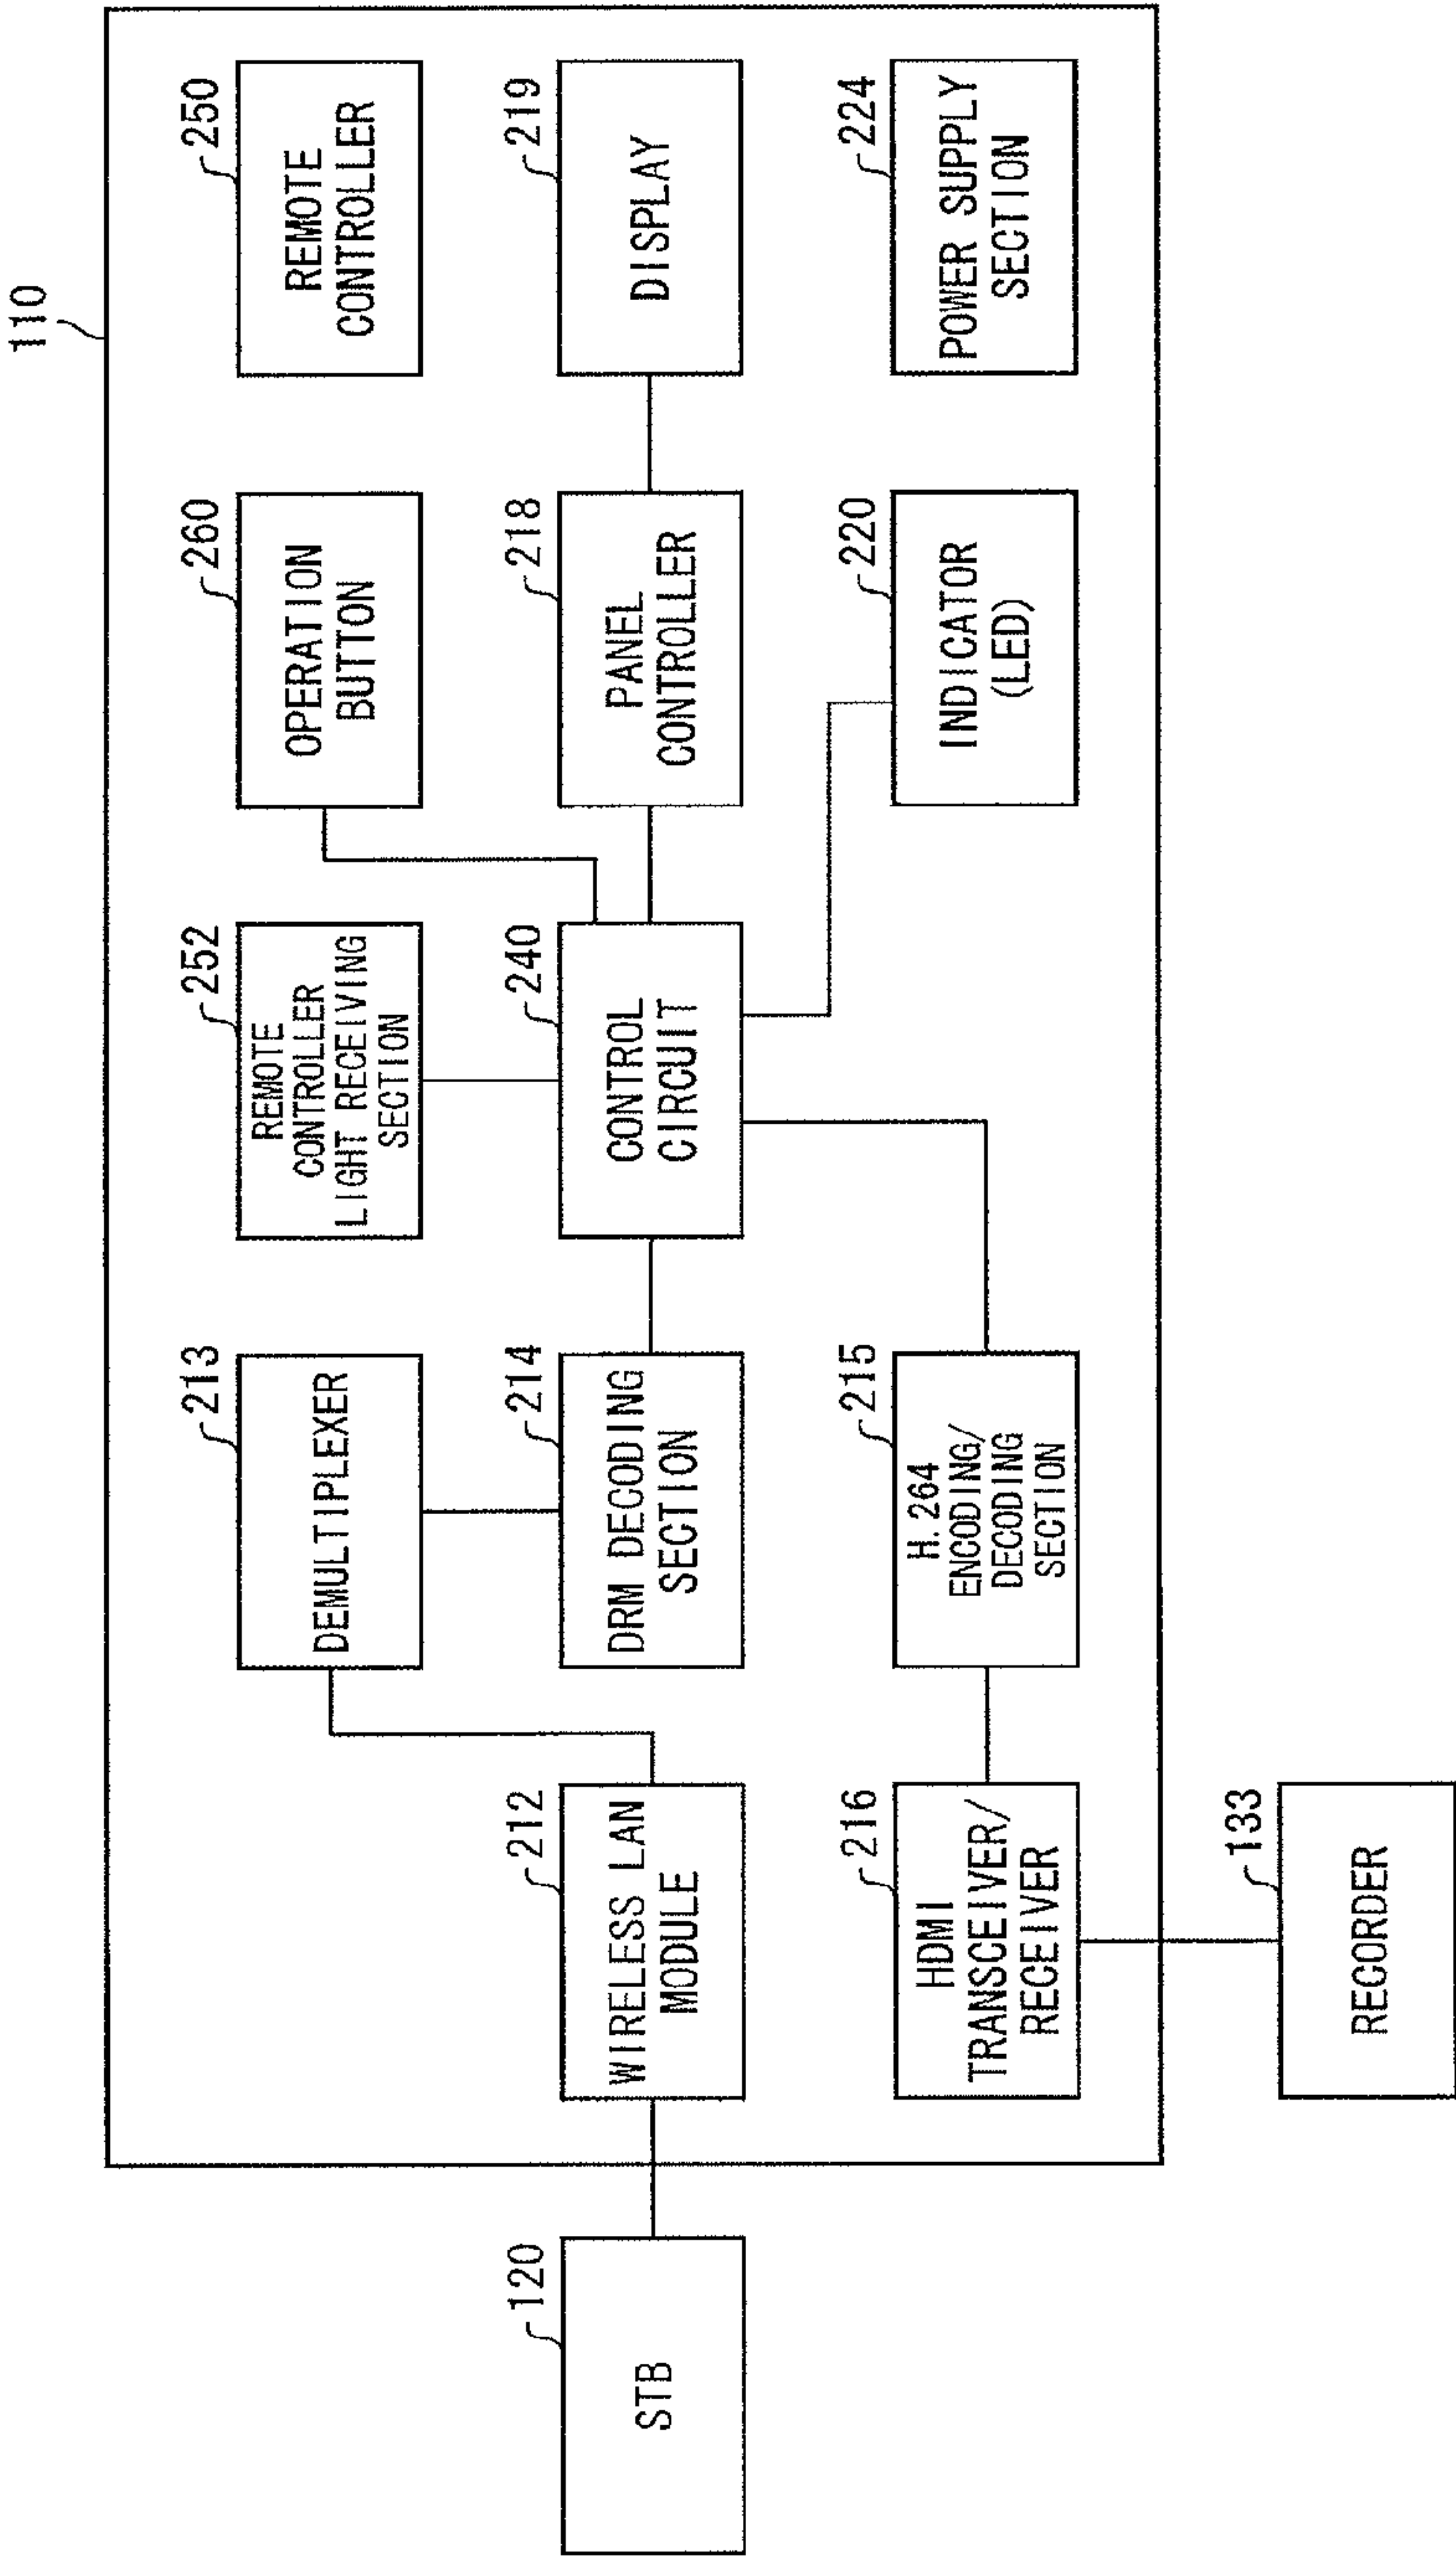 110
213
DEMULTIPLEXER
252
REMOTE
CONTROLLER
LIGHT RECEIVING
SECTION
260
OPERATION
BUTTON
250
REMOTE
CONTROLLER
120
STB
212
WIRELESS LAN
MODULE
214
DRM DECODING
SECTION
240
CONTROL
CIRCUIT
218
PANEL
CONTROLLER
219
DISPLAY
216
HDMI
TRANSCEIVER/
RECEIVER
215
H.264
ENCODING/
DECODING
SECTION
220
INDICATOR
(LED)
224
POWER SUPPLY
SECTION
133
REGORDER